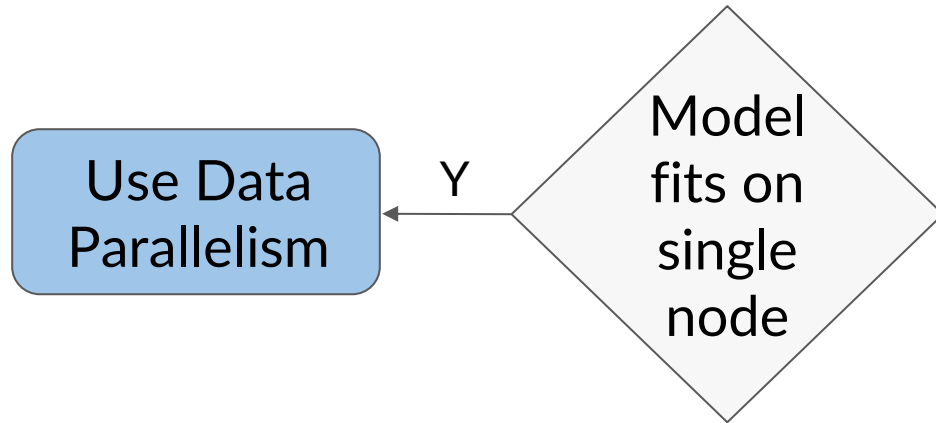 Use Data
Parallelism
Y
Model
fits on
single
node